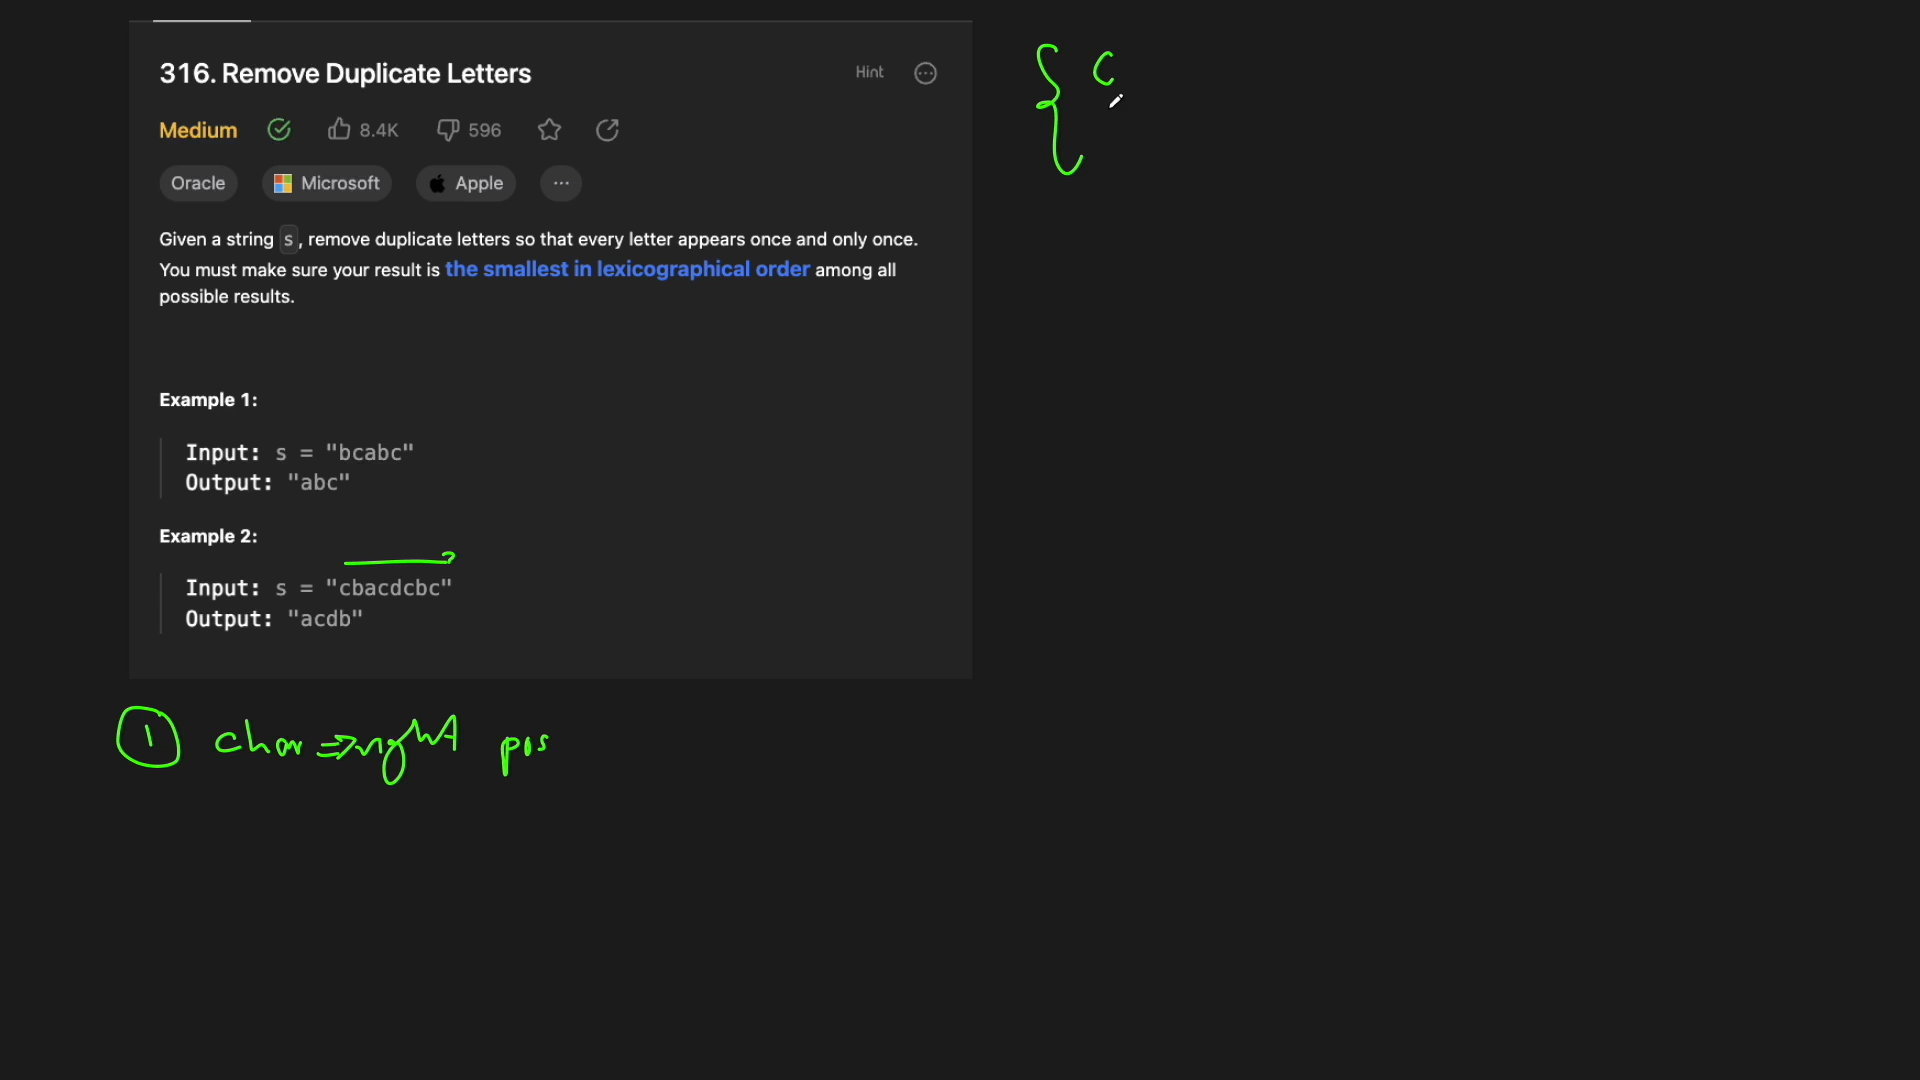 316. Remove Duplicate Letters
Hint
Medium 8.4K 596
Oracle Microsoft Apple ...
Given a string s, remove duplicate letters so that every letter appears once and only once.
You must make sure your result is the smallest in lexicographical order among all
possible results.
Example 1:
Input: s = "bcabc"
Output: "abc"
Example 2:
Input: s = "cbacdcbc"
Output: "acdb"
1 char => right pos
{ c